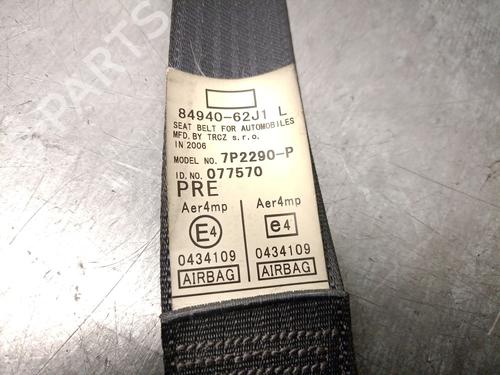 84940-62J1 L
SEAT BELT FOR AUTOMOBILES
MFD. BY TRCZ s.r.o.
IN 2006
MODEL NO. 7P2290-P
ID. NO. 077570
PRE
Aer4mp Aer4mp
E4 e4
0434109 0434109
AIRBAG AIRBAG